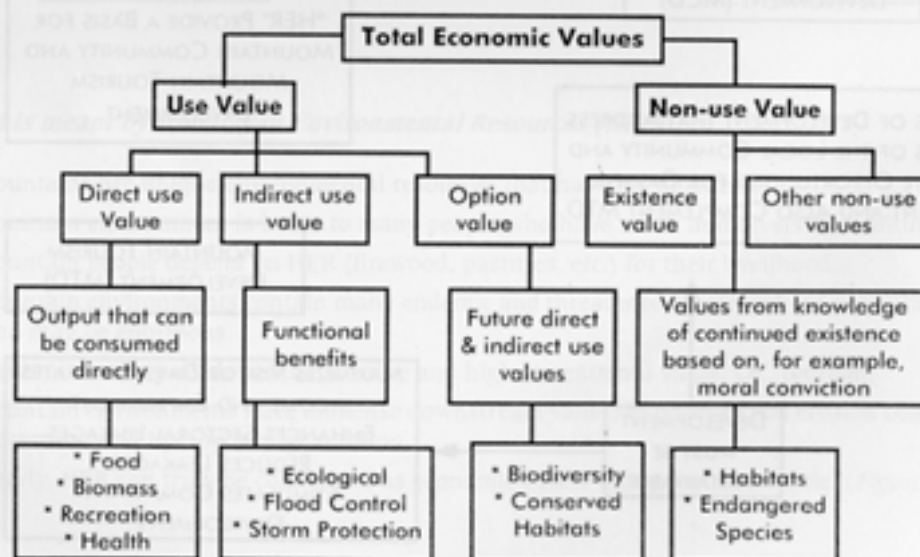 Total Economic Values
Use Value
Non-use Value
Direct use
Value
Indirect use
value
Option
value
Existence
value
Other non-use
values
Output that can
be consumed
directly
Functional
benefits
Future direct
& indirect use
values
Values from knowledge
of continued existence
based on, for example,
moral conviction
* Food
* Biomass
* Recreation
* Health
* Ecological
* Flood Control
* Storm Protection
* Biodiversity
* Conserved
Habitats
* Habitats
* Endangered
Species